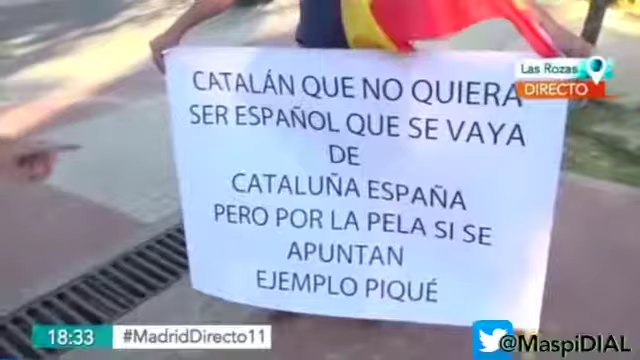 Las Rozas
DIRECTO
CATALÁN QUE NO QUIERA
SER ESPAÑOL QUE SE VAYA
DE
CATALUÑA ESPAÑA
PERO POR LA PELA SI SE
APUNTAN
EJEMPLO PIQUÉ
18:33
#MadridDirecto11
@MaspiDIAL